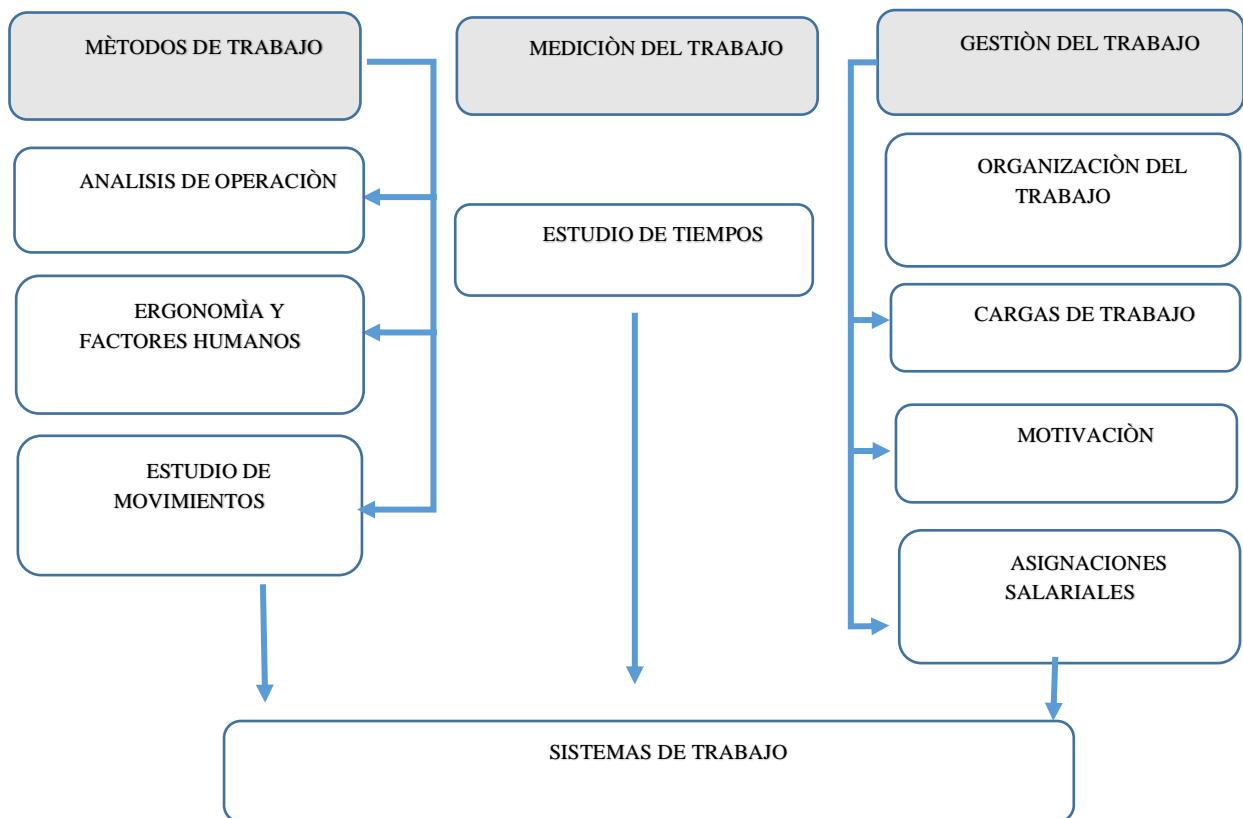 MÈTODOS DE TRABAJO
MEDICIÒN DEL TRABAJO
GESTIÒN DEL TRABAJO
ANALISIS DE OPERACIÒN
ERGONOMÌA Y
FACTORES HUMANOS
ESTUDIO DE
MOVIMIENTOS
ESTUDIO DE TIEMPOS
ORGANIZACIÒN DEL
TRABAJO
CARGAS DE TRABAJO
MOTIVACIÒN
ASIGNACIONES
SALARIALES
SISTEMAS DE TRABAJO